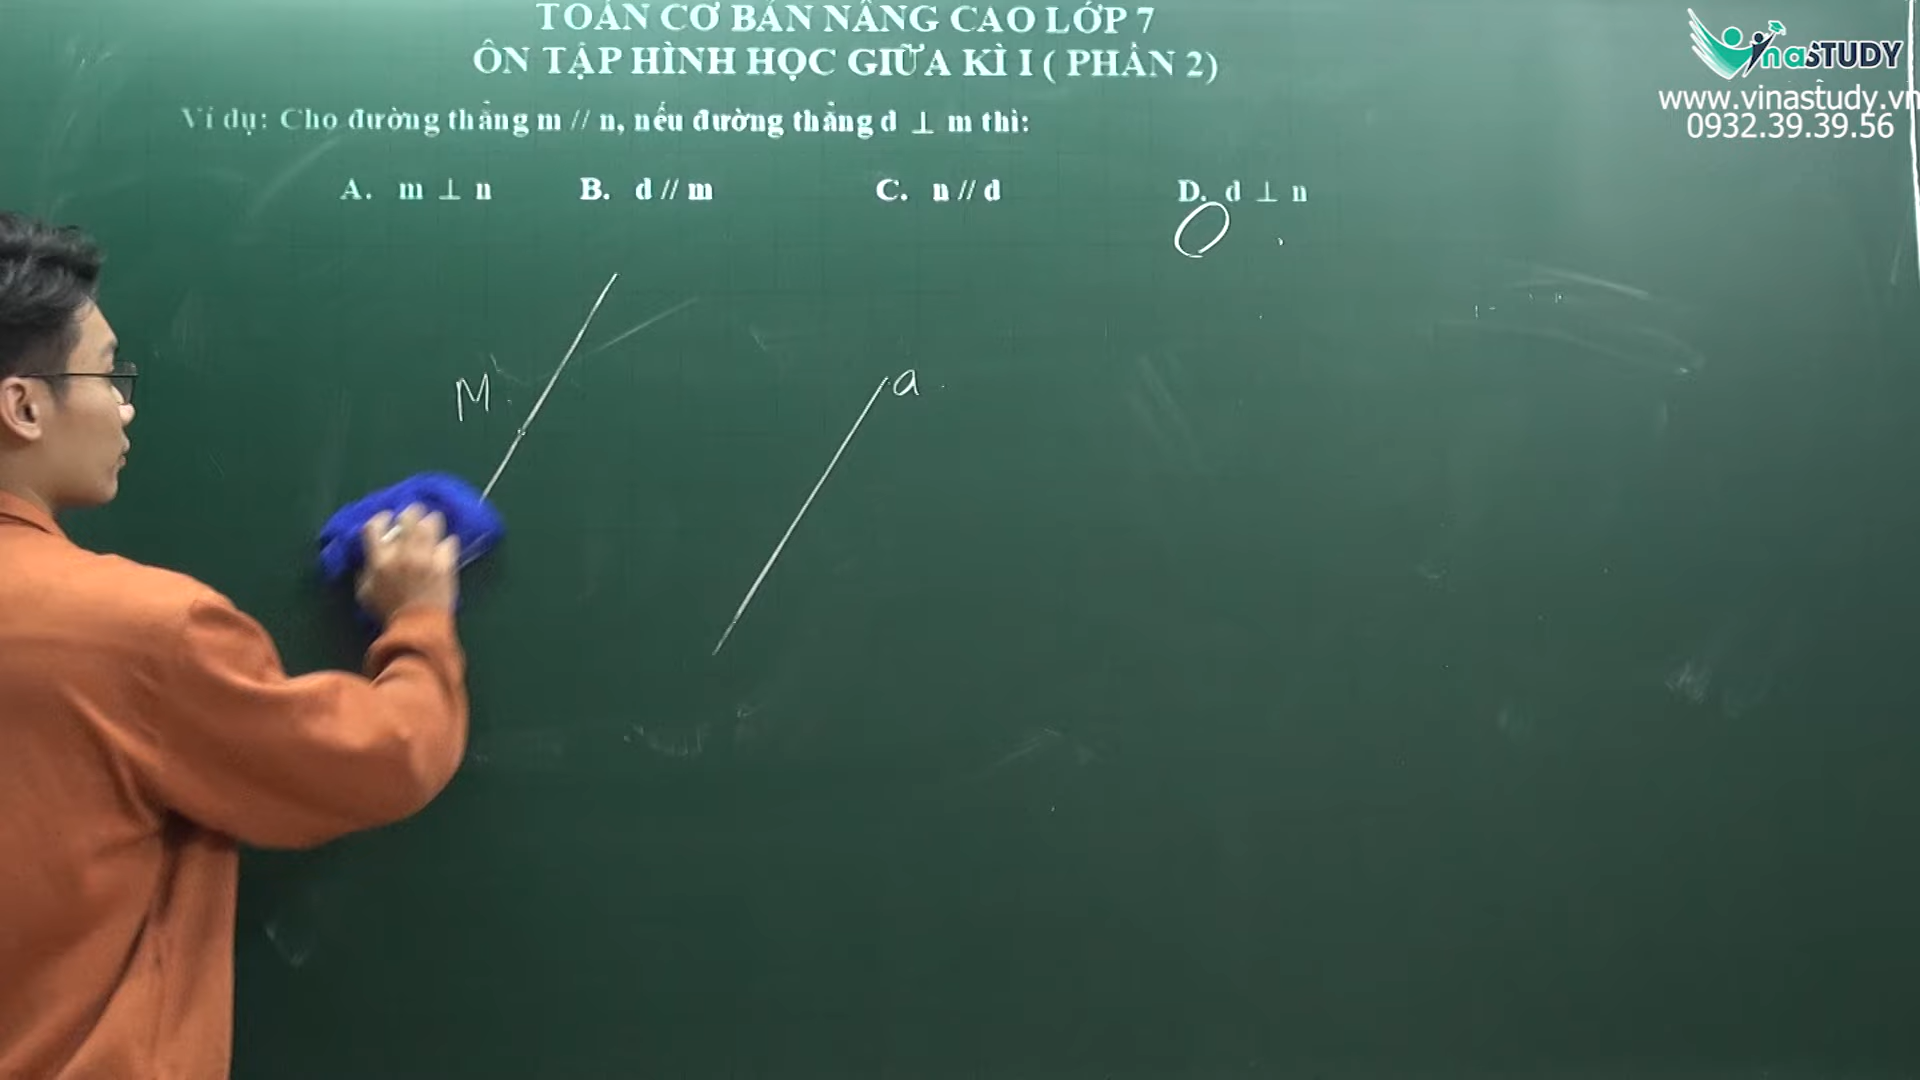 TOÁN CƠ BẢN NÂNG CAO LỚP 7
ÔN TẬP HÌNH HỌC GIỮA KÌ I ( PHẦN 2)
VinaSTUDY
www.vinastudy.vn
0932.39.39.56
Ví dụ: Cho đường thẳng m // n, nếu đường thẳng d ⊥ m thì:
A. m ⊥ n B. d // m C. n // d D. d ⊥ n
M
a